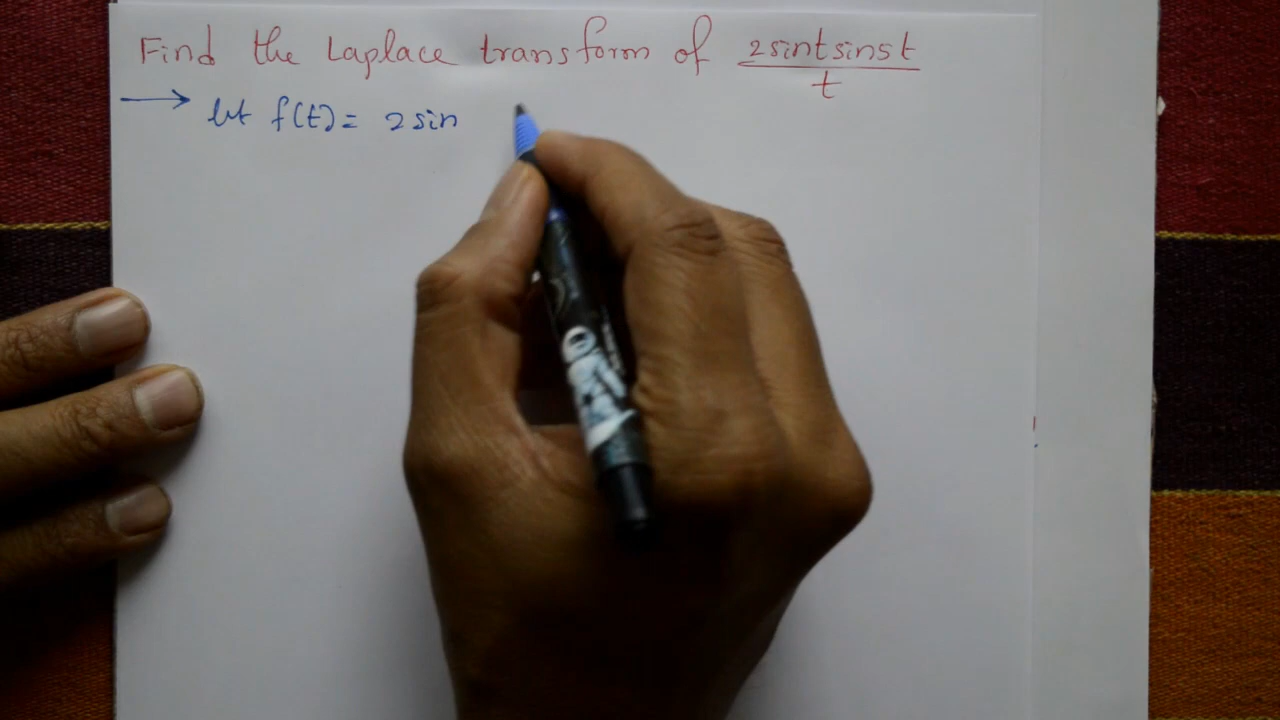 Find the Laplace transform of 2sintsin5t/t
→ let f(t)= 2sin